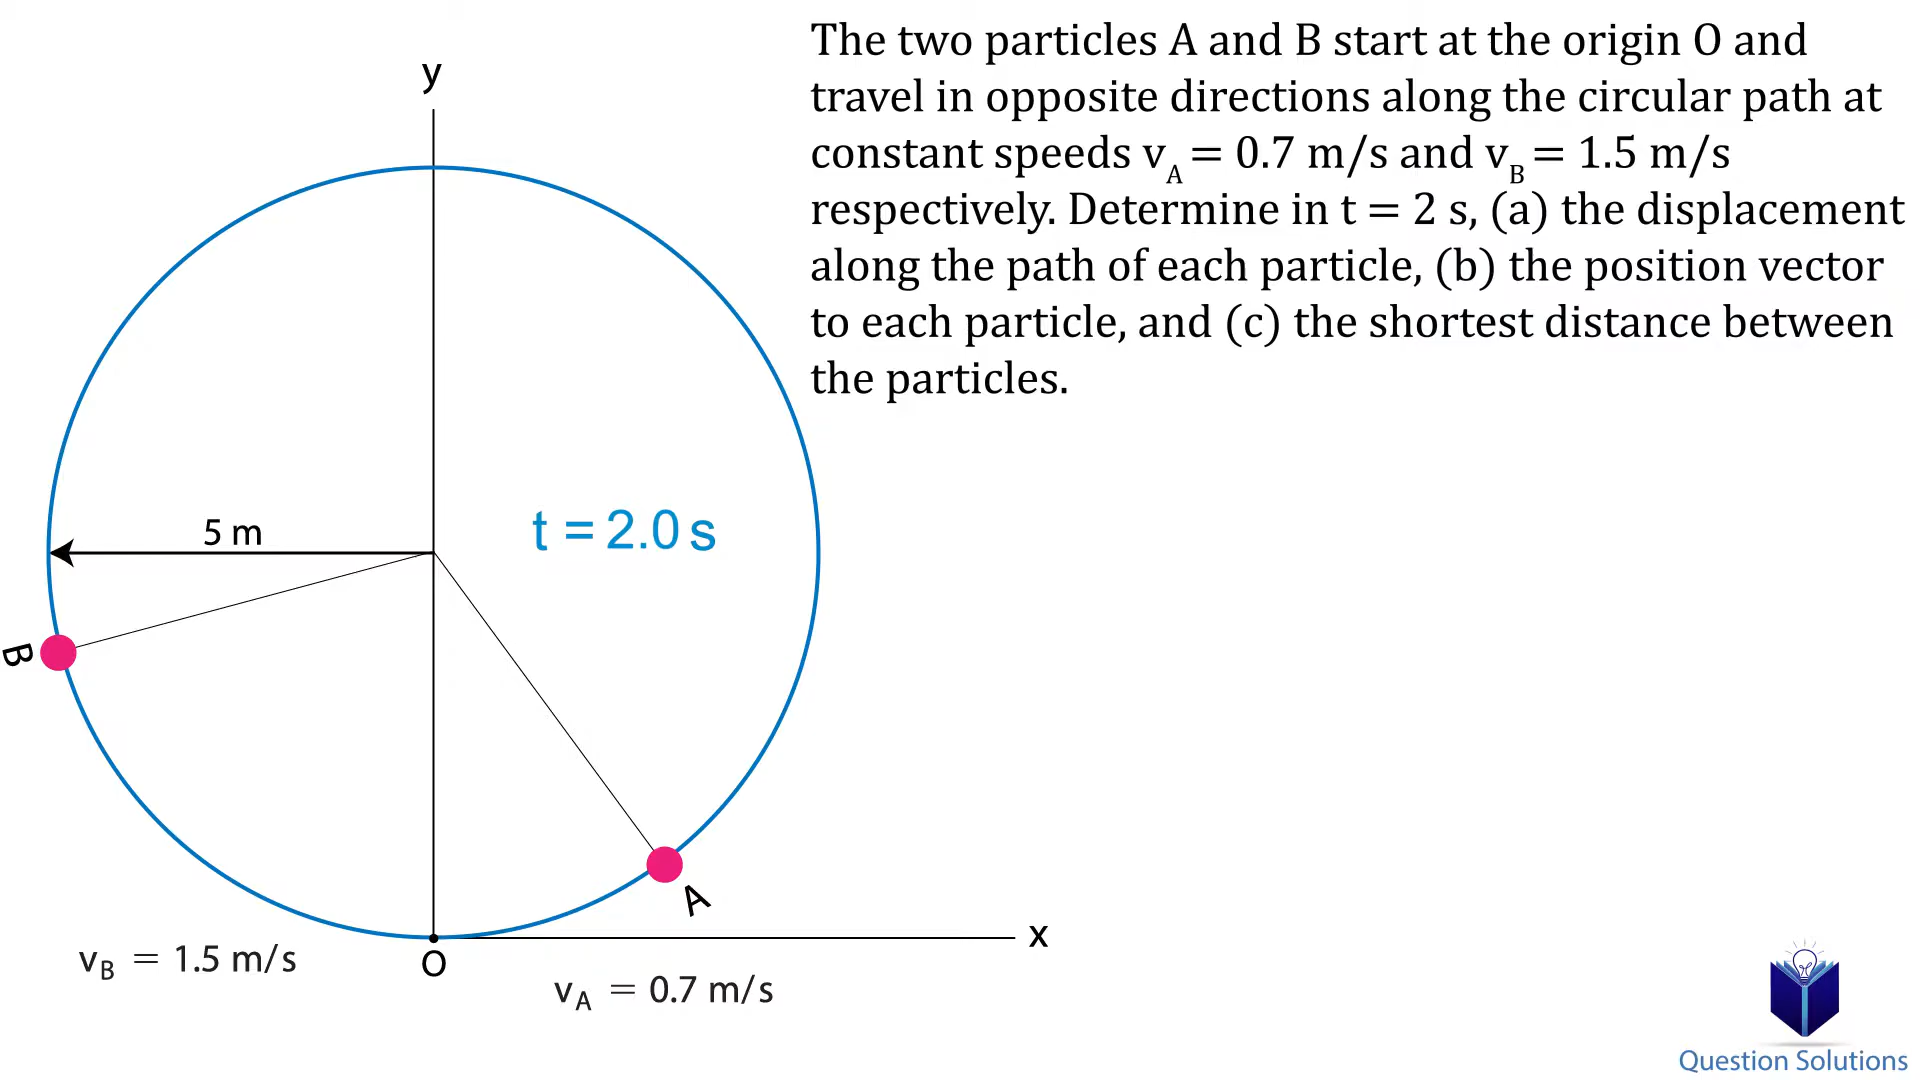 The two particles A and B start at the origin O and
travel in opposite directions along the circular path at
constant speeds v_A = 0.7 m/s and v_B = 1.5 m/s
respectively. Determine in t = 2 s, (a) the displacement
along the path of each particle, (b) the position vector
to each particle, and (c) the shortest distance between
the particles.
y
5 m
t = 2.0 s
B
A
x
O
v_B = 1.5 m/s
v_A = 0.7 m/s
Question Solutions